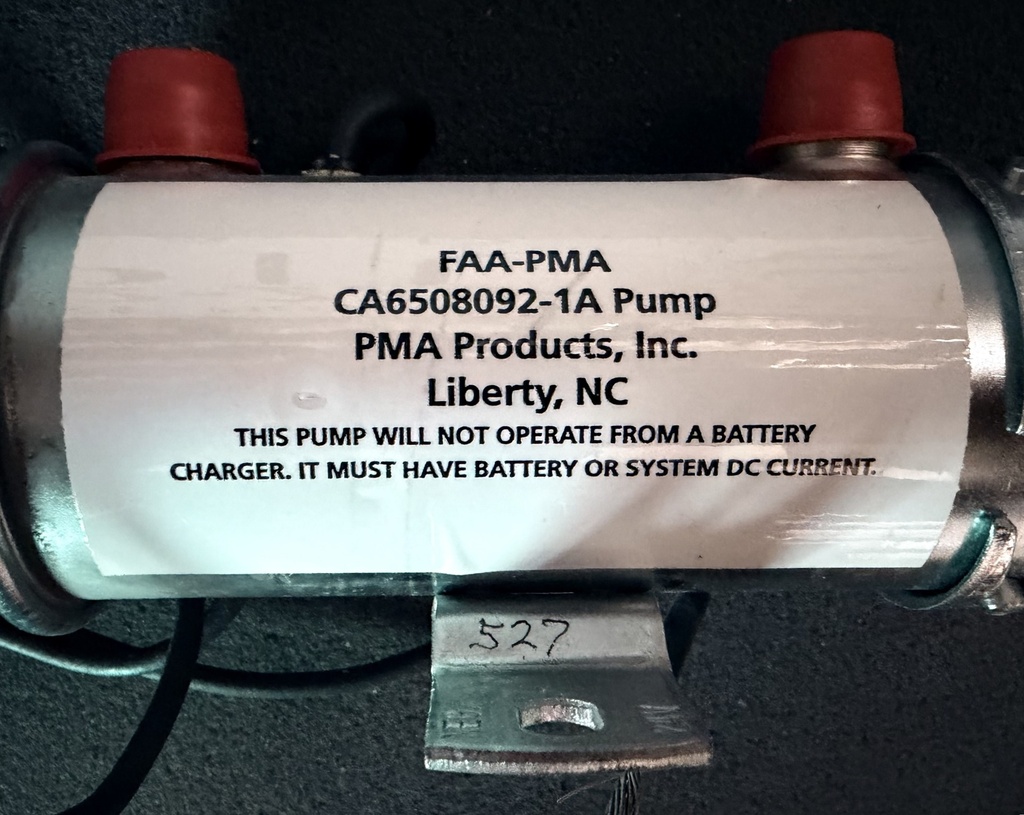 FAA-PMA
CA6508092-1A Pump
PMA Products, Inc.
Liberty, NC
THIS PUMP WILL NOT OPERATE FROM A BATTERY
CHARGER. IT MUST HAVE BATTERY OR SYSTEM DC CURRENT.
527